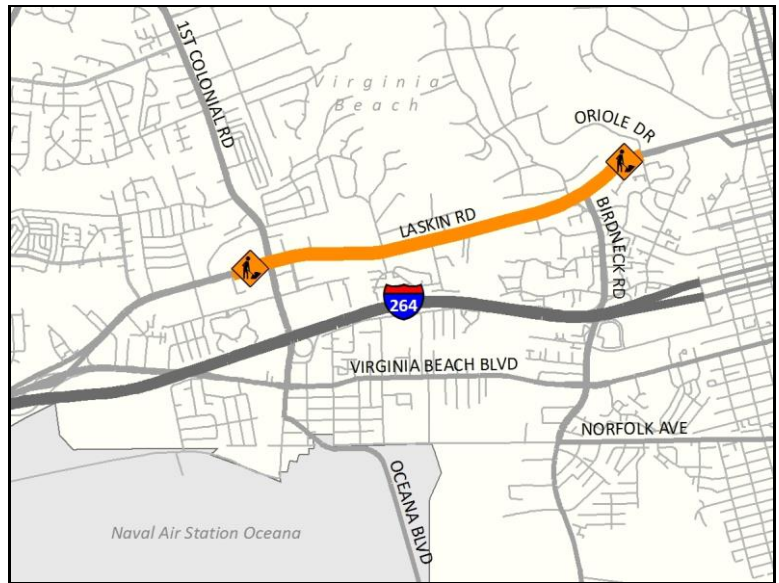 1ST COLONIAL RD
Virginia
Beach
ORIOLE DR
LASKIN RD
BIRDNECK RD
264
VIRGINIA BEACH BLVD
NORFOLK AVE
OCEANA BLVD
Naval Air Station Oceana